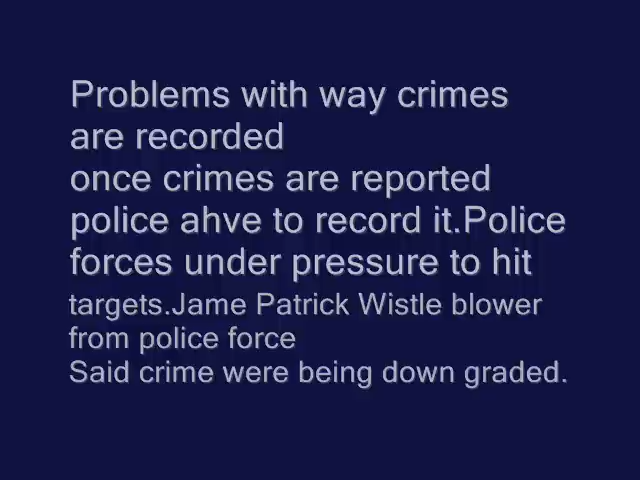 Problems with way crimes
are recorded
once crimes are reported
police ahve to record it.Police
forces under pressure to hit
targets.Jame Patrick Wistle blower
from police force
Said crime were being down graded.